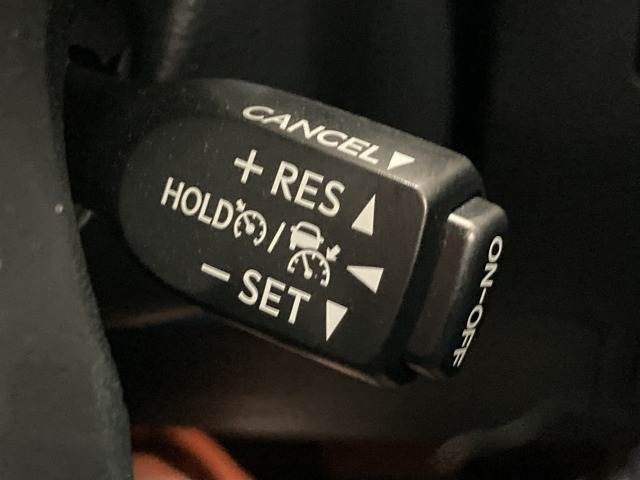 CANCEL▼
+ RES ▲
HOLD / ◀
− SET ▼
ON-OFF